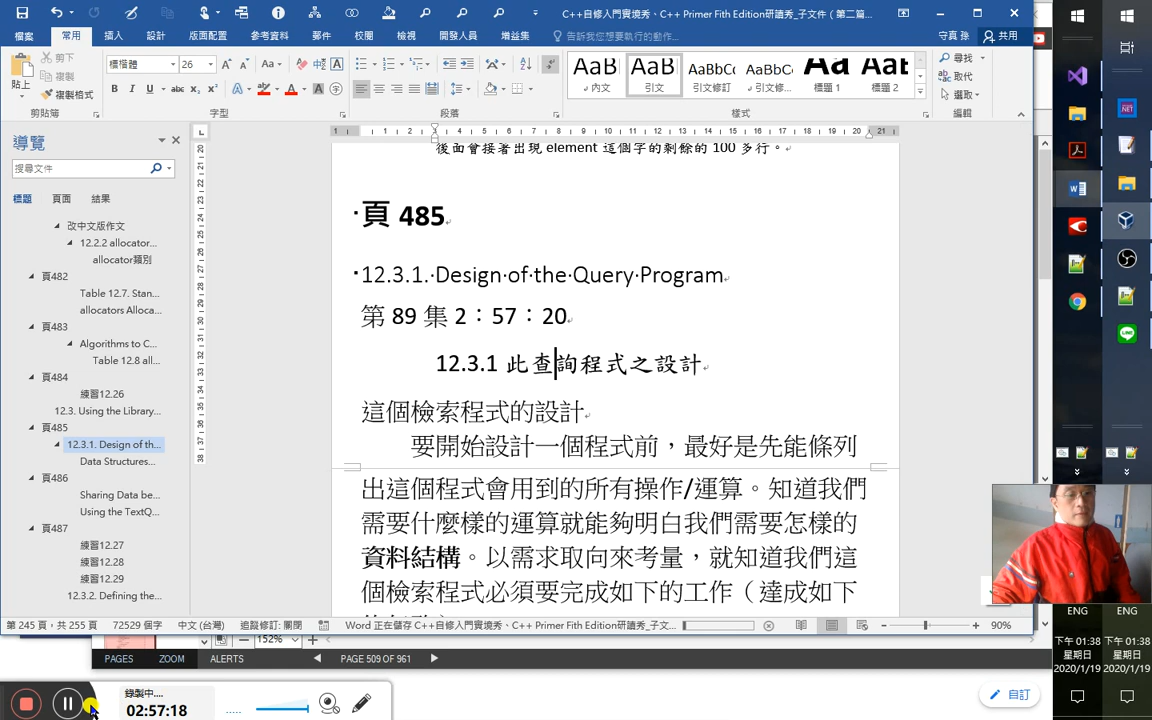 C++自修入門實境秀、C++ Primer Fith Edition研讀秀_子文件（第二篇...
檔案 常用 插入 設計 版面配置 參考資料 郵件 校閱 檢視 開發人員 增益集 告訴我您想要執行的動作... 守真 孫 共用
貼上 剪下 複製 複製格式
標楷體 26
尋找 取代 選取
AaBb 內文 AaBb 引文 AaBbCc 引文修訂 AaBbCc 引文修... Aa 標題 1 Aab 標題 2
剪貼簿 字型 段落 樣式 編輯
導覽
搜尋文件
標題 頁面 結果
改中文版作文
12.2.2 allocator...
allocator類別
頁482
Table 12.7. Stan...
allocators Alloca...
頁483
Algorithms to C...
Table 12.8 all...
頁484
練習12.26
12.3. Using the Library...
頁485
12.3.1. Design of th...
Data Structures...
頁486
Sharing Data be...
Using the TextQ...
頁487
練習12.27
練習12.28
練習12.29
12.3.2. Defining the...
後面會接著出現 element 這個字的剩餘的 100 多行。
頁 485
12.3.1. Design of the Query Program
第 89 集 2：57：20
12.3.1 此查詢程式之設計
這個檢索程式的設計
要開始設計一個程式前，最好是先能條列
出這個程式會用到的所有操作/運算。知道我們
需要什麼樣的運算就能夠明白我們需要怎樣的
資料結構。以需求取向來考量，就知道我們這
個檢索程式必須要完成如下的工作（達成如下
第 245 頁，共 255 頁 72529 個字 中文 (台灣) 追蹤修訂: 關閉 Word 正在儲存 C++自修入門實境秀、C++ Primer Fith Edition研讀秀_子文... 90%
152%
PAGES ZOOM ALERTS PAGE 509 OF 961
錄製中...
02:57:18
自訂
ENG ENG
下午 01:38 下午 01:38
星期日 星期日
2020/1/19 2020/1/19